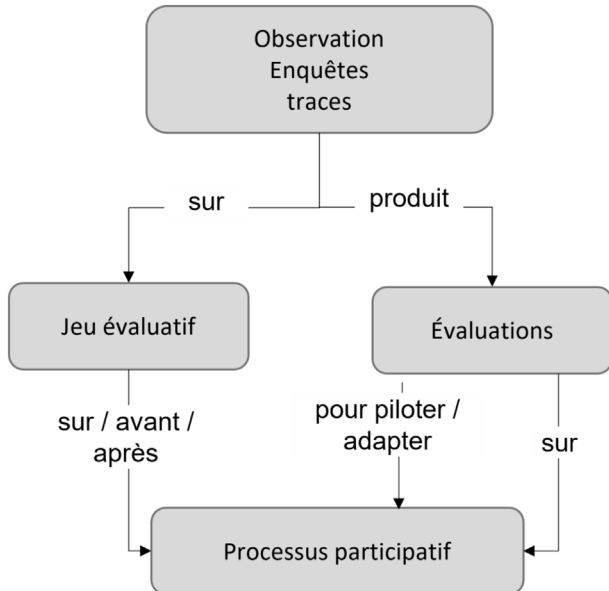 Observation
Enquêtes
traces
sur
produit
Jeu évaluatif
Évaluations
sur / avant /
après
pour piloter /
adapter
sur
Processus participatif